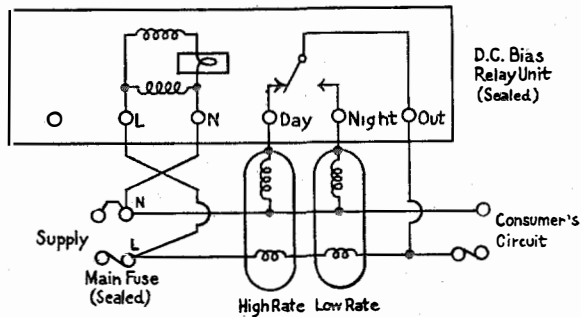 D.C. Bias
Relay Unit
(Sealed)
L
N
Day
Night
Out
N
Supply
L
Main Fuse
(Sealed)
Consumer's
Circuit
High Rate
Low Rate